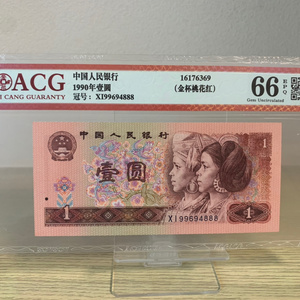 ACG
CANG GUARANTY
中国人民银行
1990年壹圆
冠号：XI99694888
16176369
（金杯桃花红）
66 EPQ
Gem Uncirculated
中国人民银行
1
壹圆
1
1
XI99694888